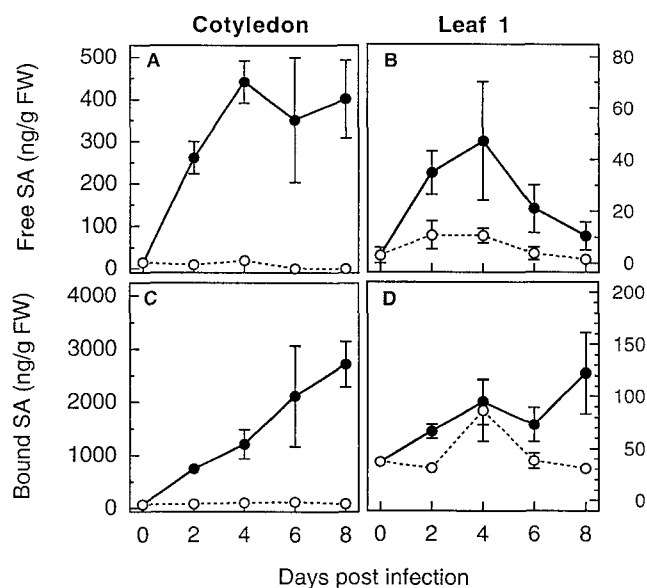 Cotyledon Leaf 1
A B
500 80
400 60
300
200 40
100 20
0 0
Free SA (ng/g FW)
C D
4000 200
3000 150
2000 100
1000 50
0 0
Bound SA (ng/g FW)
0 2 4 6 8 0 2 4 6 8
Days post infection